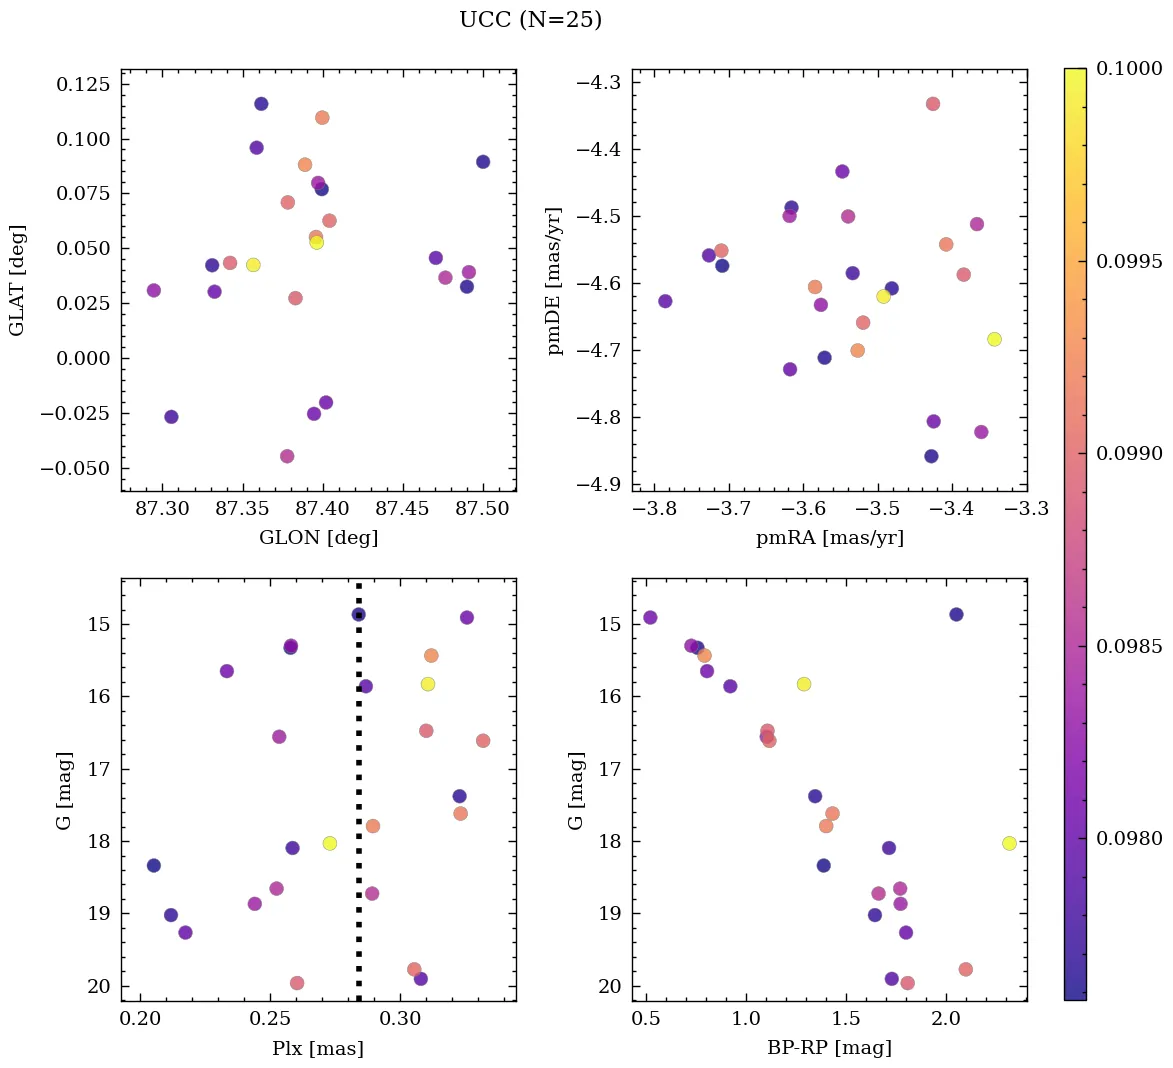 UCC (N=25)
0.125
0.100
0.075
0.050
0.025
0.000
−0.025
−0.050
GLAT [deg]
87.30 87.35 87.40 87.45 87.50
GLON [deg]
−4.3
−4.4
−4.5
−4.6
−4.7
−4.8
−4.9
pmDE [mas/yr]
−3.8 −3.7 −3.6 −3.5 −3.4 −3.3
pmRA [mas/yr]
0.1000
0.0995
0.0990
0.0985
0.0980
15
16
17
18
19
20
G [mag]
0.20 0.25 0.30
Plx [mas]
15
16
17
18
19
20
G [mag]
0.5 1.0 1.5 2.0
BP-RP [mag]